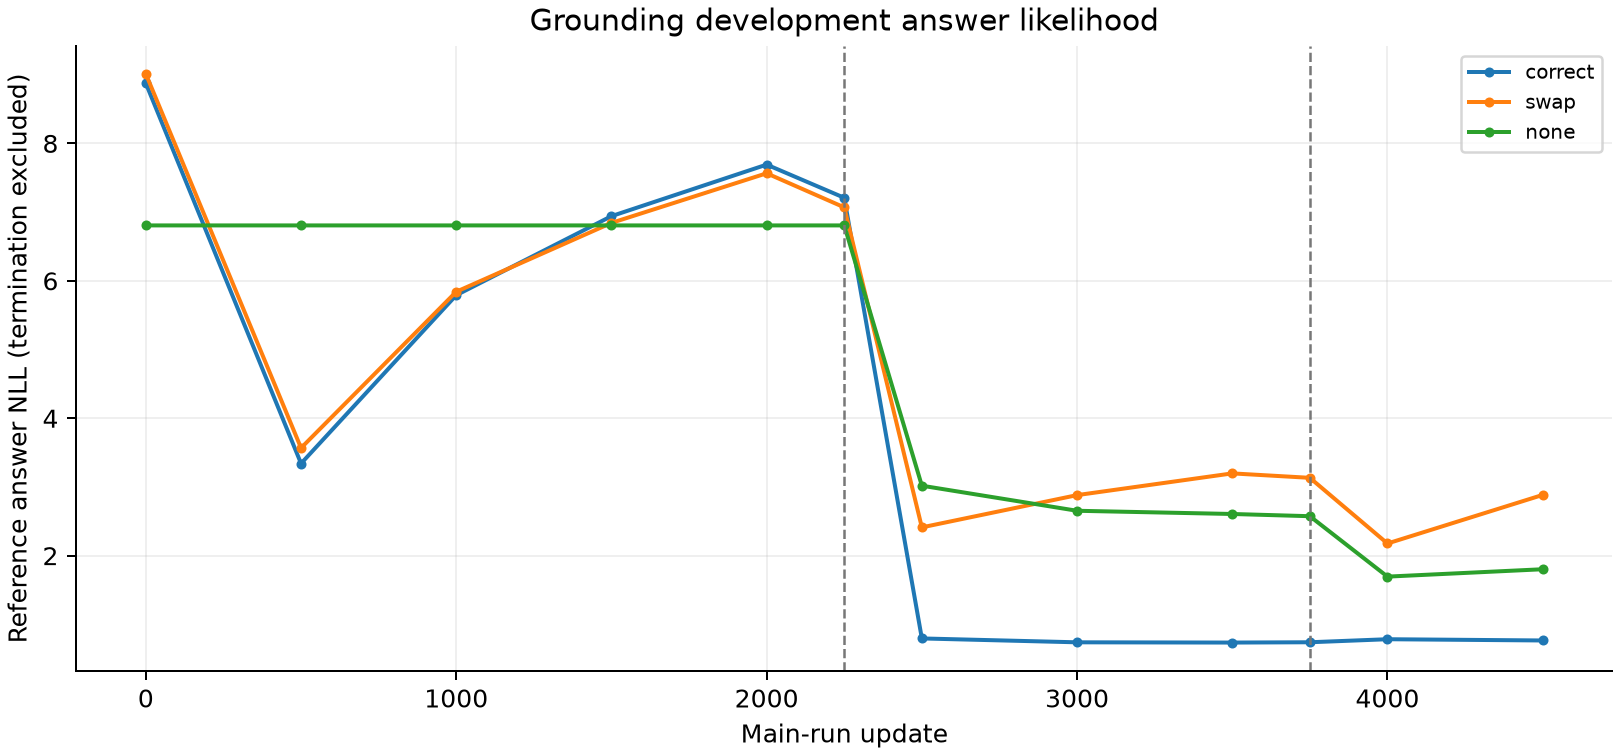 Grounding development answer likelihood
Reference answer NLL (termination excluded)
8
6
4
2
correct
swap
none
0 1000 2000 3000 4000
Main-run update